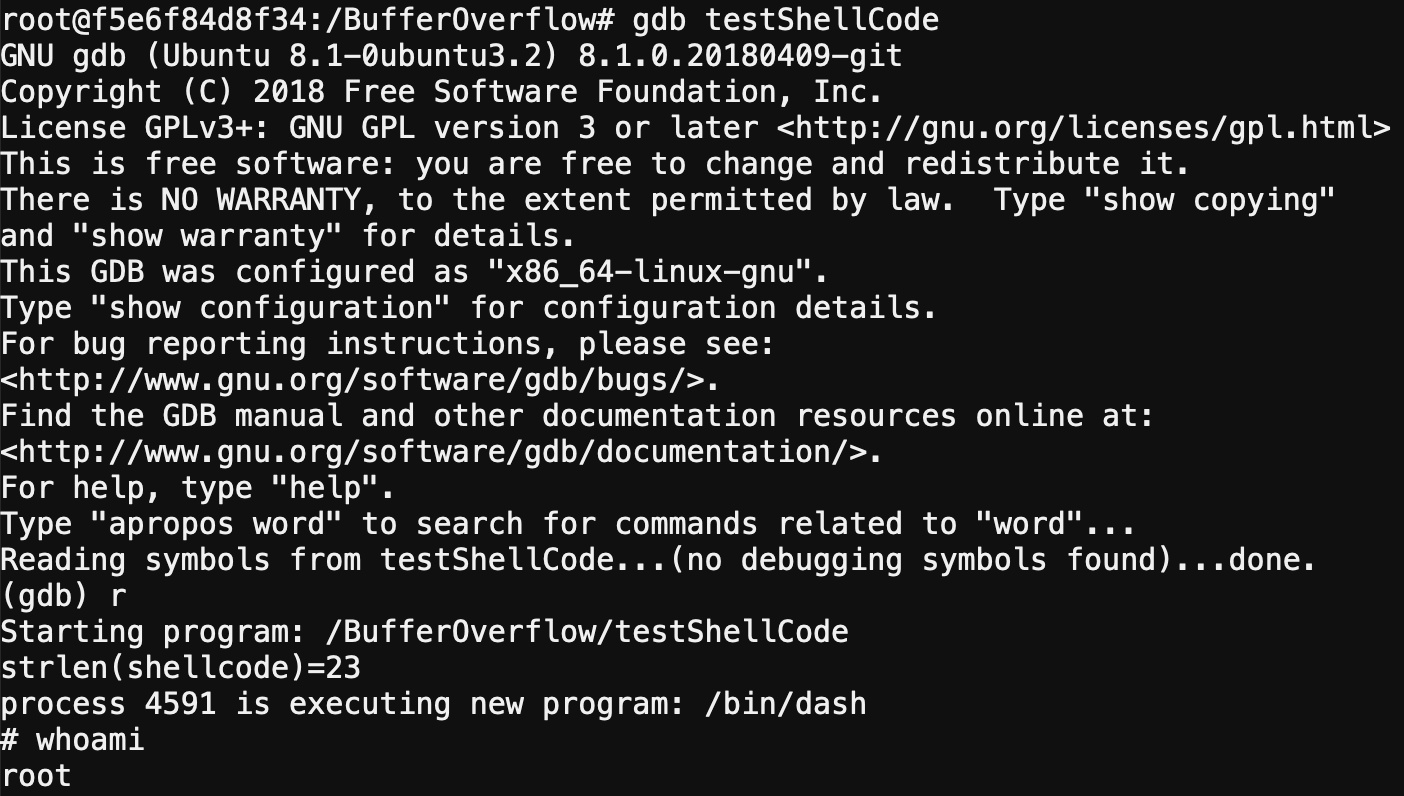 root@f5e6f84d8f34:/BufferOverflow# gdb testShellCode
GNU gdb (Ubuntu 8.1-0ubuntu3.2) 8.1.0.20180409-git
Copyright (C) 2018 Free Software Foundation, Inc.
License GPLv3+: GNU GPL version 3 or later <http://gnu.org/licenses/gpl.html>
This is free software: you are free to change and redistribute it.
There is NO WARRANTY, to the extent permitted by law.  Type "show copying"
and "show warranty" for details.
This GDB was configured as "x86_64-linux-gnu".
Type "show configuration" for configuration details.
For bug reporting instructions, please see:
<http://www.gnu.org/software/gdb/bugs/>.
Find the GDB manual and other documentation resources online at:
<http://www.gnu.org/software/gdb/documentation/>.
For help, type "help".
Type "apropos word" to search for commands related to "word"...
Reading symbols from testShellCode...(no debugging symbols found)...done.
(gdb) r
Starting program: /BufferOverflow/testShellCode
strlen(shellcode)=23
process 4591 is executing new program: /bin/dash
# whoami
root